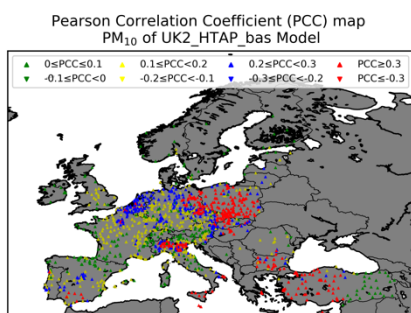 Pearson Correlation Coefficient (PCC) map
PM₁₀ of UK2_HTAP_bas Model
0≤PCC≤0.1 0.1≤PCC<0.2 0.2≤PCC<0.3 PCC≥0.3
-0.1≤PCC<0 -0.2≤PCC<-0.1 -0.3≤PCC<-0.2 PCC≤-0.3